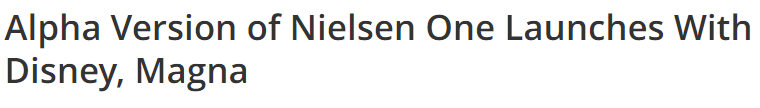 Alpha Version of Nielsen One Launches With
Disney, Magna